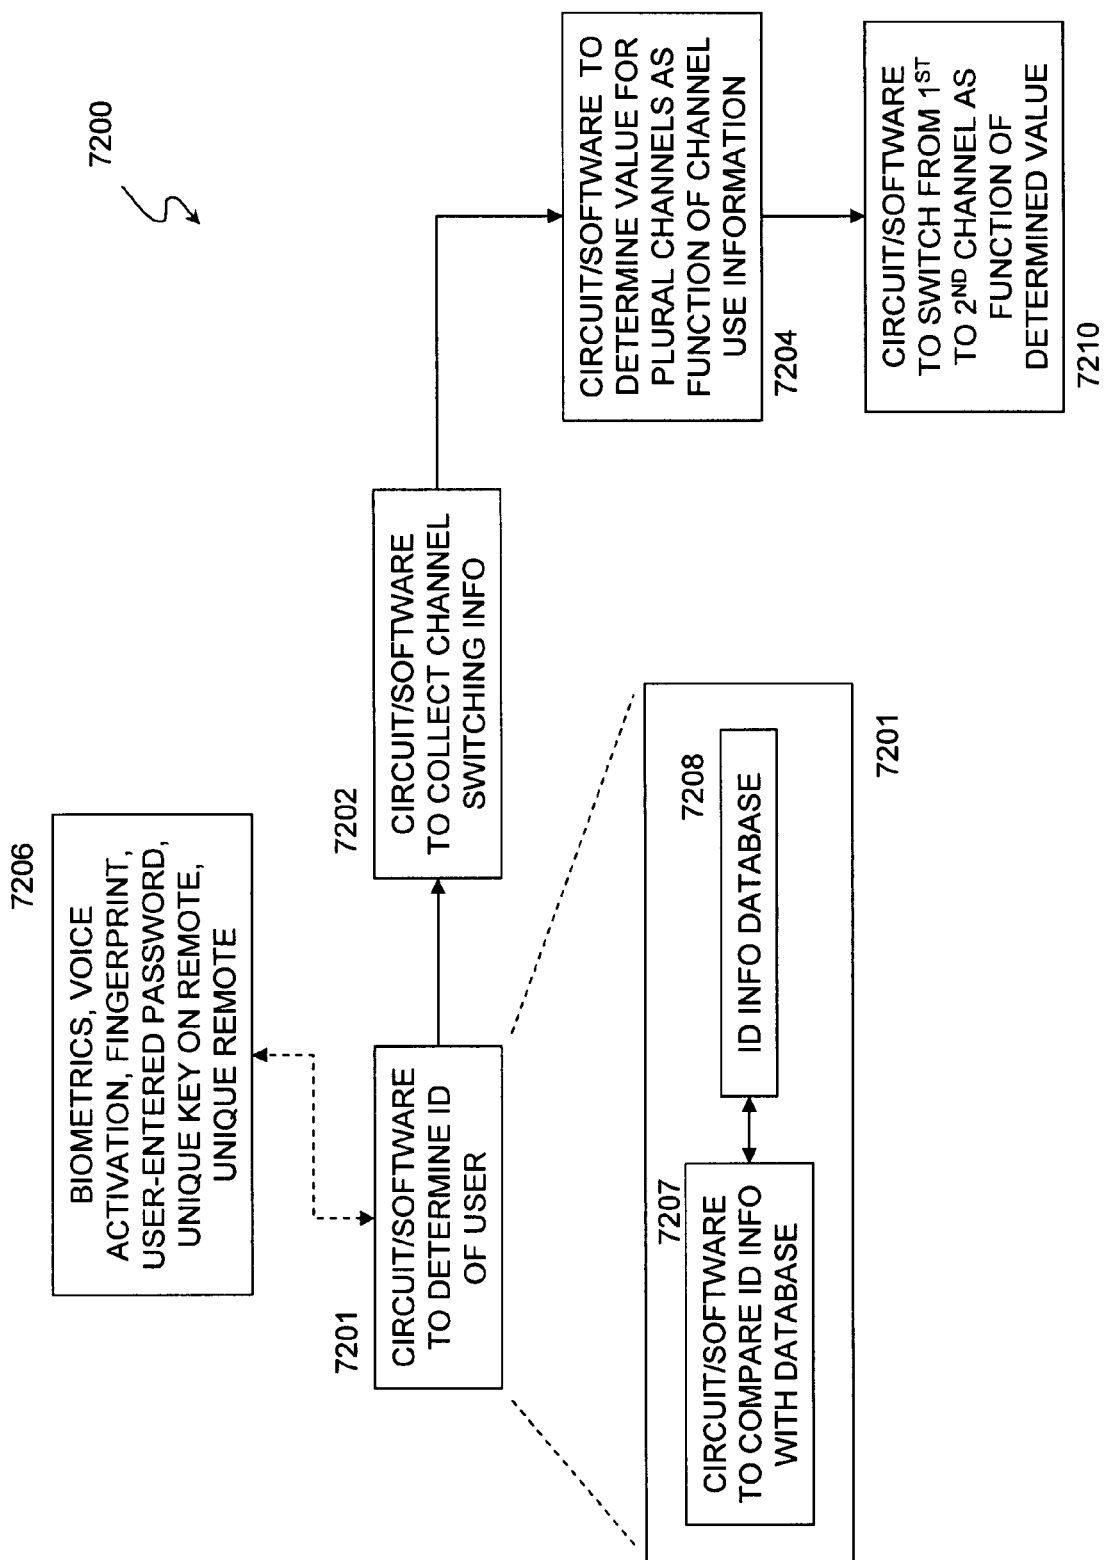 7200
7206
BIOMETRICS, VOICE
ACTIVATION, FINGERPRINT,
USER-ENTERED PASSWORD,
UNIQUE KEY ON REMOTE,
UNIQUE REMOTE
7201
CIRCUIT/SOFTWARE
TO DETERMINE ID
OF USER
7202
CIRCUIT/SOFTWARE
TO COLLECT CHANNEL
SWITCHING INFO
CIRCUIT/SOFTWARE TO
DETERMINE VALUE FOR
PLURAL CHANNELS AS
FUNCTION OF CHANNEL
USE INFORMATION
7204
CIRCUIT/SOFTWARE
TO SWITCH FROM 1ST
TO 2ND CHANNEL AS
FUNCTION OF
DETERMINED VALUE
7210
7207
CIRCUIT/SOFTWARE
TO COMPARE ID INFO
WITH DATABASE
7208
ID INFO DATABASE
7201